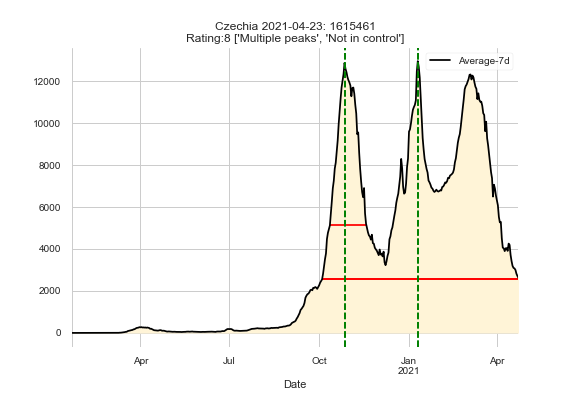 Czechia 2021-04-23: 1615461
Rating:8 ['Multiple peaks', 'Not in control']
Average-7d
12000
10000
8000
6000
4000
2000
0
Apr
Jul
Oct
Jan
2021
Apr
Date